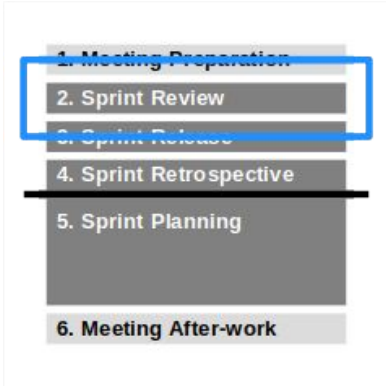 1. Meeting Preparation
2. Sprint Review
3. Sprint Release
4. Sprint Retrospective
5. Sprint Planning
6. Meeting After-work